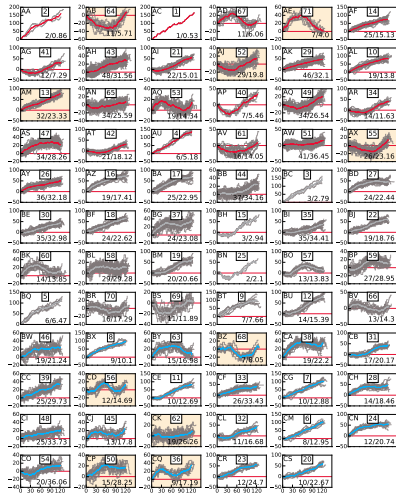 AA 2 2/0.86
AB 64 11/5.71
AC 1 1/0.53
AD 67 11/6.06
AE 71 7/4.0
AF 14 25/15.13
AG 41 12/7.29
AH 43 48/31.56
AI 21 22/15.01
AJ 52 29/19.8
AK 29 46/32.1
AL 10 19/13.8
AM 13 32/23.33
AN 65 34/25.59
AO 53 19/14.34
AP 40 7/5.46
AQ 49 34/26.54
AR 34 14/11.63
AS 47 34/28.26
AT 42 21/18.12
AU 4 6/5.18
AV 61 16/14.05
AW 51 41/36.45
AX 55 26/23.16
AY 26 36/32.18
AZ 16 19/17.41
BA 17 25/22.95
BB 44 37/34.16
BC 3 3/2.79
BD 27 24/22.44
BE 30 35/32.98
BF 18 24/22.62
BG 37 24/23.08
BH 15 3/2.94
BI 35 35/34.41
BJ 22 19/18.76
BK 60 14/13.85
BL 58 29/29.28
BM 19 20/20.66
BN 25 2/2.1
BO 57 13/13.83
BP 59 27/28.95
BQ 5 6/6.47
BR 70 16/17.29
BS 69 11/11.89
BT 9 7/7.66
BU 12 14/15.39
BV 66 13/14.3
BW 46 19/21.24
BX 8 9/10.1
BY 63 15/16.98
BZ 68 7/8.05
CA 38 19/22.2
CB 31 17/20.17
CC 39 25/29.73
CD 56 12/14.69
CE 11 10/12.69
CF 33 26/33.43
CG 7 10/12.88
CH 28 14/18.46
CI 48 25/33.73
CJ 45 13/17.8
CK 62 19/26.26
CL 32 11/16.68
CM 6 8/12.95
CN 24 12/20.74
CO 54 20/36.06
CP 50 15/28.25
CQ 36 9/17.19
CR 23 12/24.7
CS 20 10/22.67
0 30 60 90 120